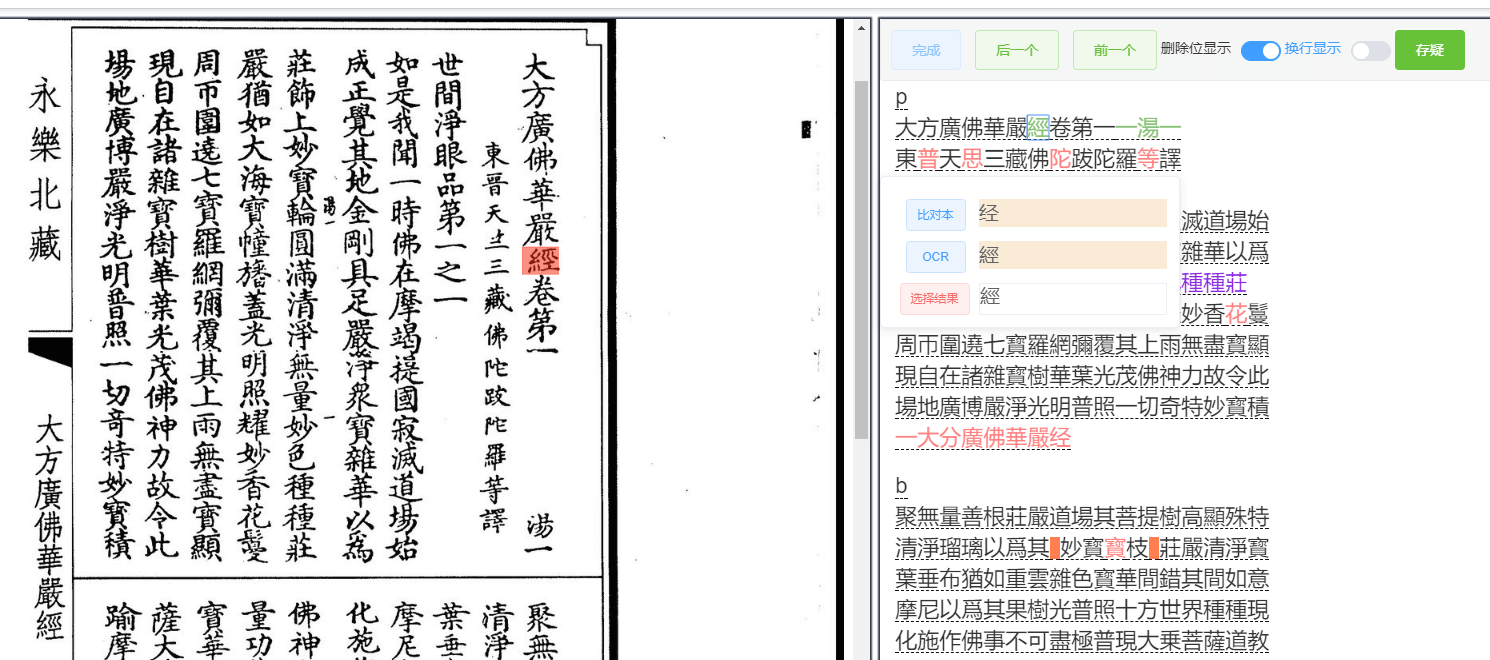 大方廣佛華嚴經卷第一 湯一
東晉天竺三藏佛陀跋陀羅等譯
世間淨眼品第一之一
如是我聞一時佛在摩竭提國寂滅道場始
成正覺其地金剛具足嚴淨衆寶雜華以爲
湯一
莊飾上妙寶輪圓滿清淨無量妙色種種莊
嚴猶如大海寶幢旛蓋光明照耀妙香花鬘
周帀圍遶七寶羅網彌覆其上雨無盡寶顯
現自在諸雜寶樹華葉光茂佛神力故令此
場地廣博嚴淨光明普照一切奇特妙寶積
永樂北藏
大方廣佛華嚴經
聚無
清淨
葉垂
摩尼
化施
佛神
量功
寶華
薩大
踰摩
完成 后一个 前一个 删除位显示 换行显示 存疑
p
大方廣佛華嚴經卷第一一湯一
東普天思三藏佛陀跋陀羅等譯
比对本 经
OCR 經
选择结果 經
滅道場始
雜華以爲
種種莊
妙香花鬘
周帀圍遶七寶羅網彌覆其上雨無盡寶顯
現自在諸雜寶樹華葉光茂佛神力故令此
場地廣博嚴淨光明普照一切奇特妙寶積
一大分廣佛華嚴经
b
聚無量善根莊嚴道場其菩提樹高顯殊特
清淨瑠璃以爲其妙寶寶枝莊嚴清淨寶
葉垂布猶如重雲雜色寶華間錯其間如意
摩尼以爲其果樹光普照十方世界種種現
化施作佛事不可盡極普現大乗菩薩道教